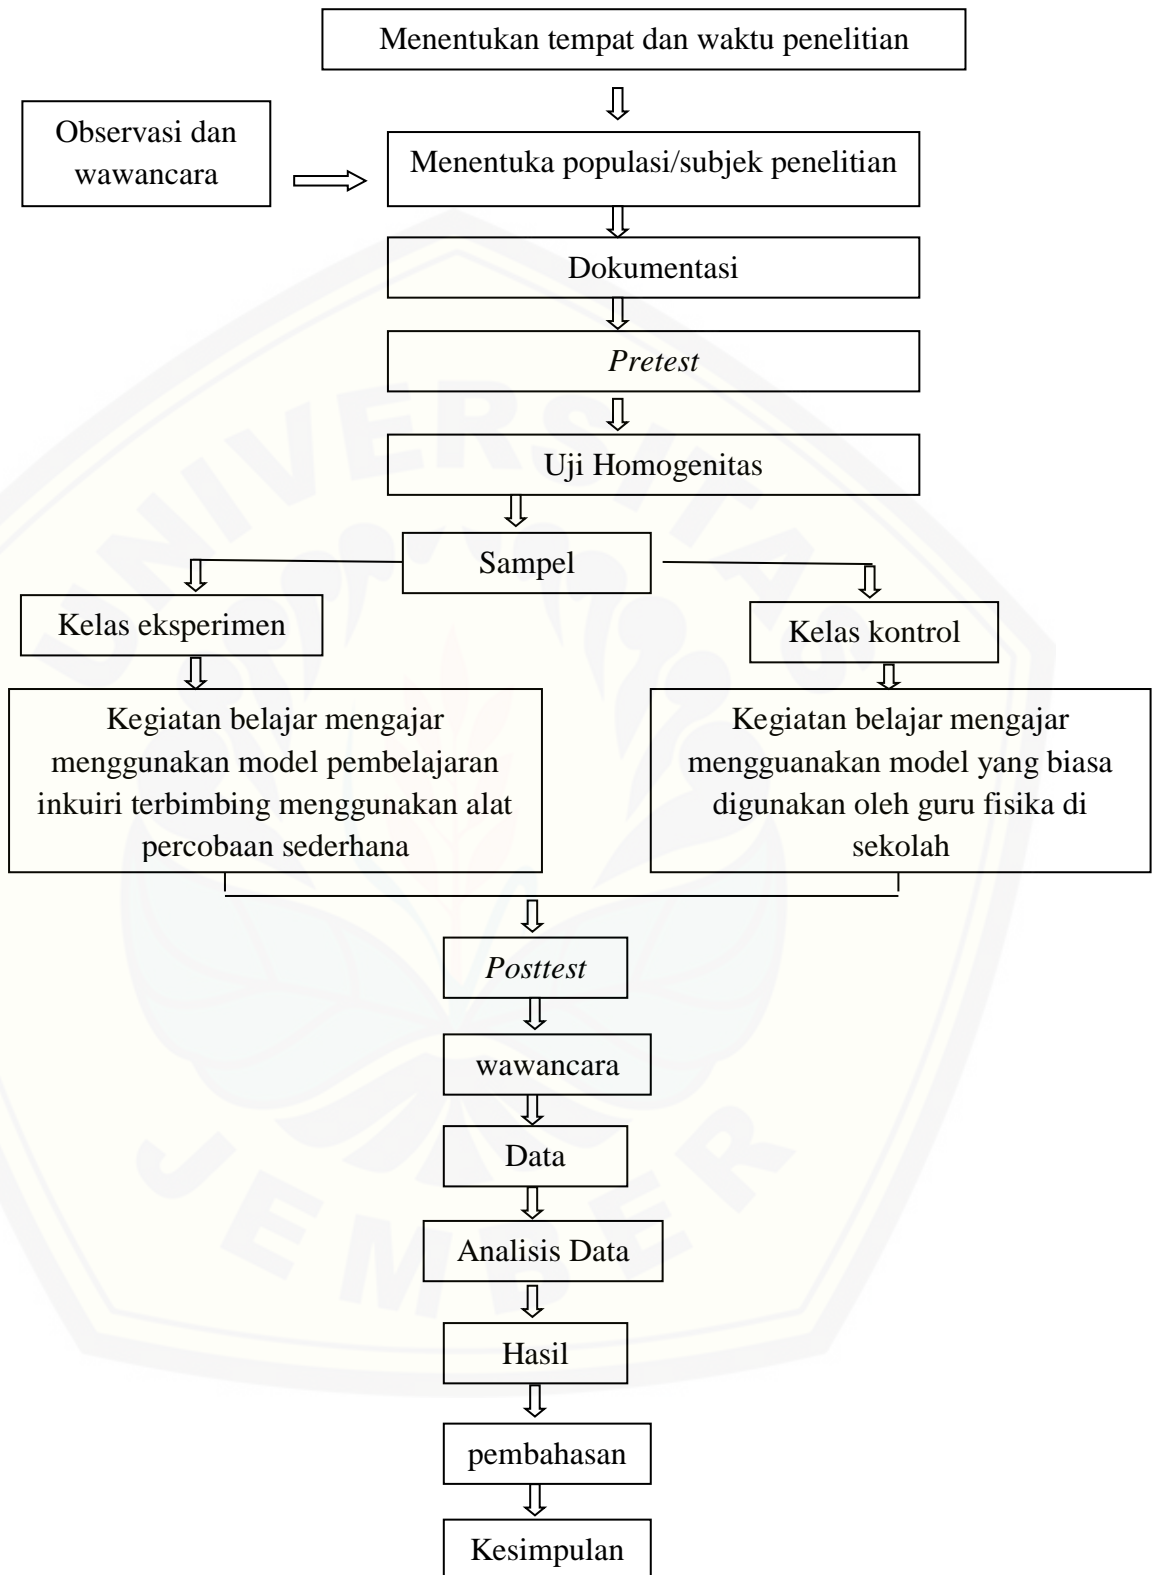 Menentukan tempat dan waktu penelitian
Observasi dan
wawancara
Menentuka populasi/subjek penelitian
Dokumentasi
Pretest
Uji Homogenitas
Sampel
Kelas eksperimen
Kelas kontrol
Kegiatan belajar mengajar
menggunakan model pembelajaran
inkuiri terbimbing menggunakan alat
percobaan sederhana
Kegiatan belajar mengajar
mengguanakan model yang biasa
digunakan oleh guru fisika di
sekolah
Posttest
wawancara
Data
Analisis Data
Hasil
pembahasan
Kesimpulan
UNIVERSITAS
JEMBER